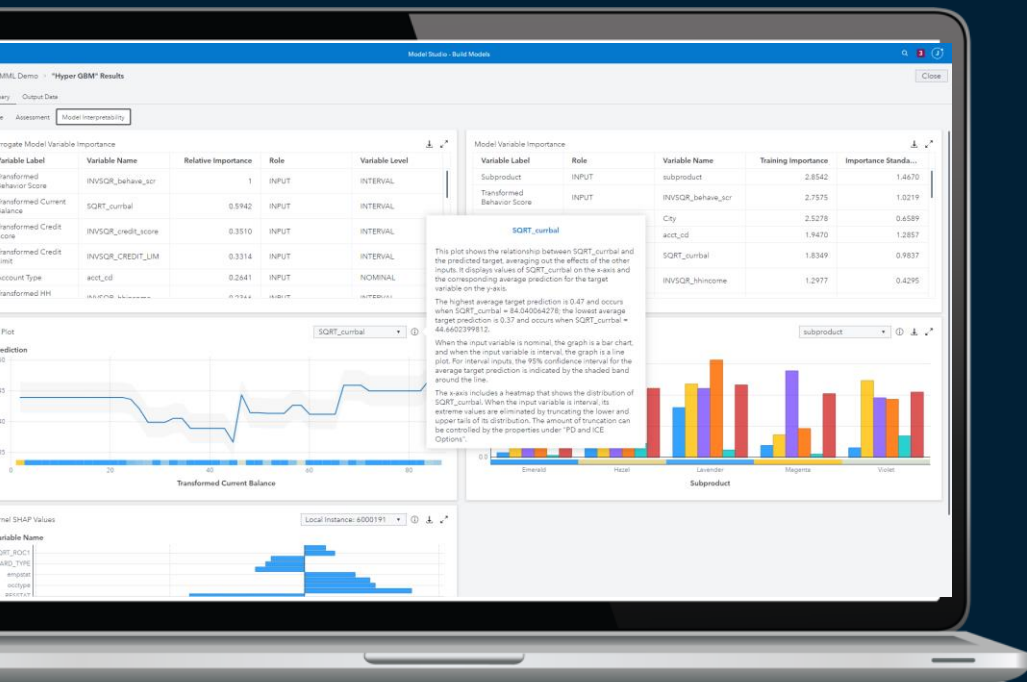 Model Studio - Build Models
3
J
MML Demo > "Hyper GBM" Results
Close
Output Data
Assessment
Model Interpretability
Model Variable Importance
Variable Label Variable Name Relative Importance Role Variable Level
Transformed Behavior Score INVSQR_behave_scr 1 INPUT INTERVAL
Transformed Current Balance SQRT_currbal 0.5942 INPUT INTERVAL
Transformed Credit Score INVSQR_credit_score 0.3510 INPUT INTERVAL
Transformed Credit Limit INVSQR_CREDIT_LIM 0.3314 INPUT INTERVAL
Account Type acct_cd 0.2641 INPUT NOMINAL
Transformed HH
Model Variable Importance
Variable Label Role Variable Name Training Importance Importance Standa...
Subproduct INPUT subproduct 2.8542 1.4670
Transformed Behavior Score INPUT INVSQR_behave_scr 2.7575 1.0219
City 2.5278 0.6589
acct_cd 1.9470 1.2857
SQRT_currbal 1.8349 0.9837
INVSQR_hhincome 1.2977 0.4295
SQRT_currbal
This plot shows the relationship between SQRT_currbal and
the predicted target, averaging out the effects of the other
inputs. It displays values of SQRT_currbal on the x-axis and
the corresponding average prediction for the target
variable on the y-axis.
The highest average target prediction is 0.47 and occurs
when SQRT_currbal = 84.040064278; the lowest average
target prediction is 0.37 and occurs when SQRT_currbal =
44.6602399812.
When the input variable is nominal, the graph is a bar chart,
and when the input variable is interval, the graph is a line
plot. For interval inputs, the 95% confidence interval for the
average target prediction is indicated by the shaded band
around the line.
The x-axis includes a heatmap that shows the distribution of
SQRT_currbal. When the input variable is interval, its
extreme values are eliminated by truncating the lower and
upper tails of its distribution. The amount of truncation can
be controlled by the properties under "PD and ICE
Options".
Plot
SQRT_currbal
0 20 40 60 80
Transformed Current Balance
subproduct
0.0
Emerald Hazel Lavender Magenta Violet
Subproduct
SHAP Values
Local Instance: 6000191
Variable Name
empstat